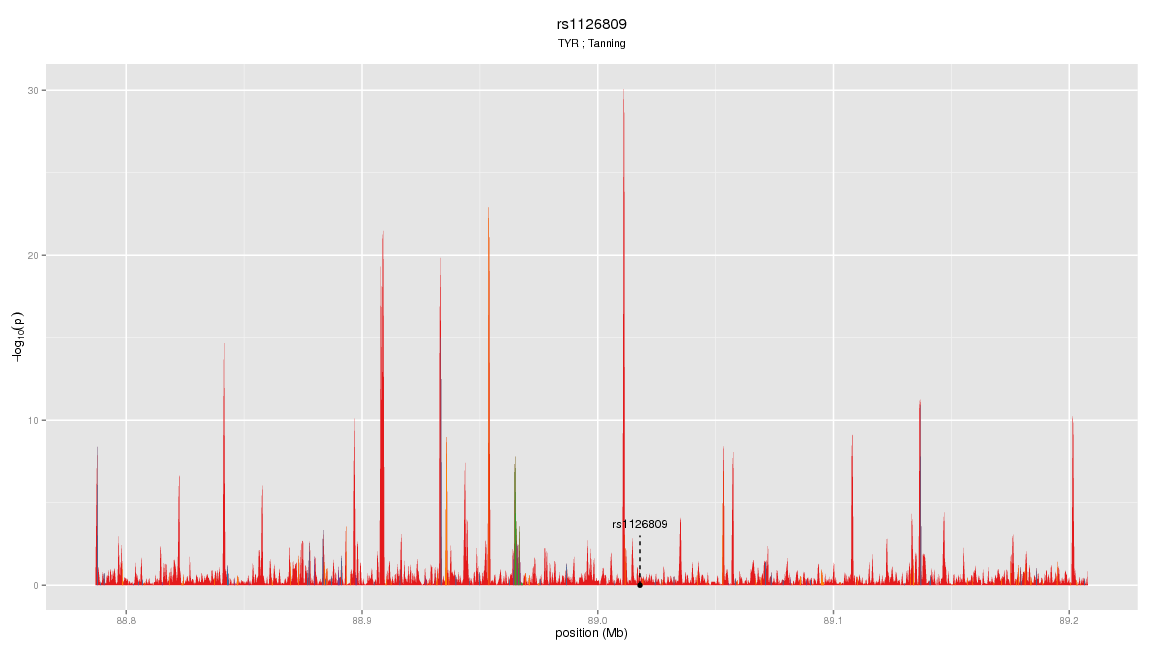 rs1126809
TYR ; Tanning
30
20
10
0
−log10(p)
rs1126809
88.8
88.9
89.0
89.1
89.2
position (Mb)